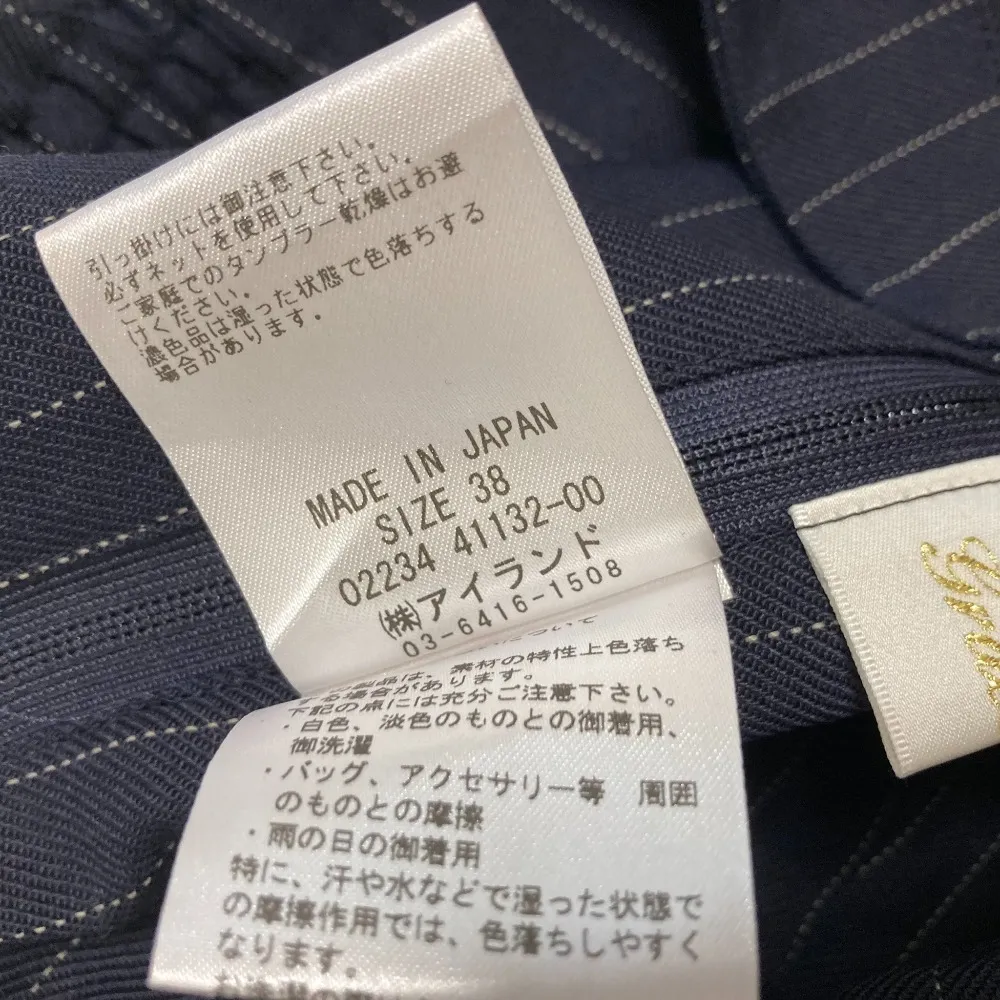 引っ掛けには御注意下さい。
必ずネットを使用して下さい。
ご家庭でのタンブラー乾燥はお避
けください。
濃色品は湿った状態で色落ちする
場合があります。
MADE IN JAPAN
SIZE 38
02234 41132-00
㈱アイランド
03-6416-1508
について
製品は、素材の特性上色落ち
する場合があります。
下記の点には充分ご注意下さい。
・白色、淡色のものとの御着用、
御洗濯
・バッグ、アクセサリー等　周囲
のものとの摩擦
・雨の日の御着用
特に、汗や水などで湿った状態で
の摩擦作用では、色落ちしやすく
なります。